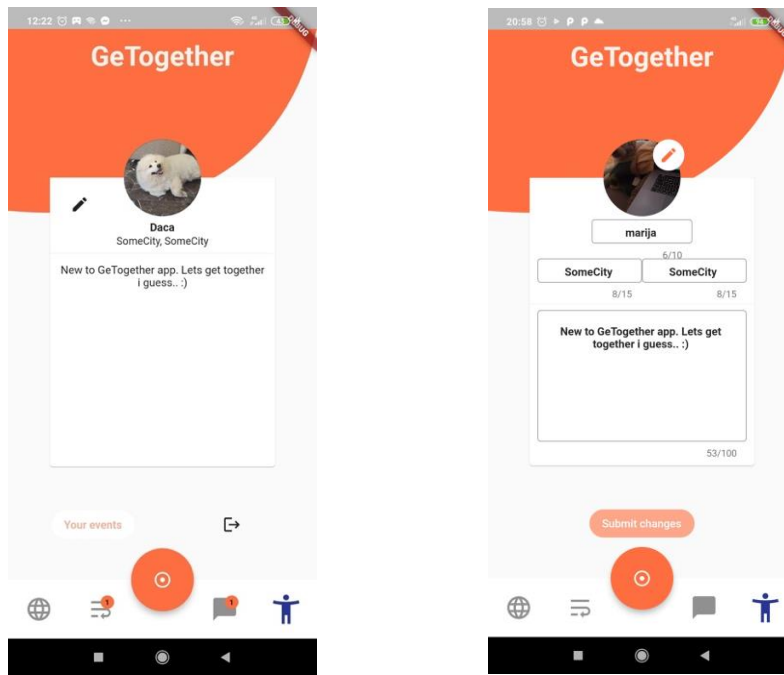 12:22
GeTogether
Daca
SomeCity, SomeCity
New to GeTogether app. Lets get together
i guess.. :)
Your events
1
1
20:58
GeTogether
marija
6/10
SomeCity
SomeCity
8/15
8/15
New to GeTogether app. Lets get
together i guess.. :)
53/100
Submit changes